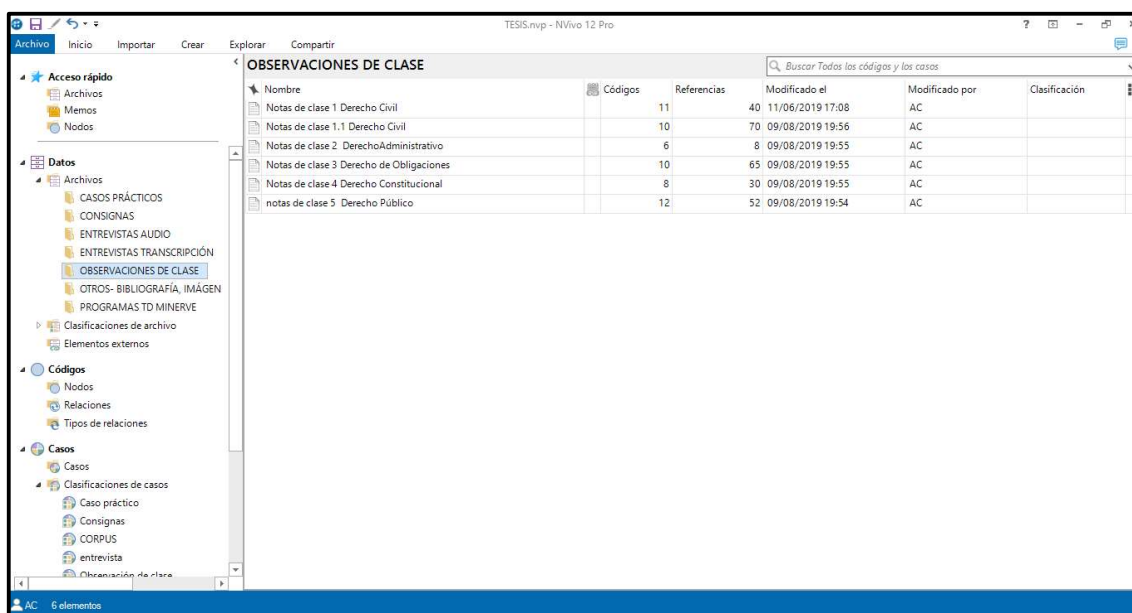 TESIS.nvp - NVivo 12 Pro
?
Archivo Inicio Importar Crear Explorar Compartir
Acceso rápido
Archivos
Memos
Nodos
Datos
Archivos
CASOS PRÁCTICOS
CONSIGNAS
ENTREVISTAS AUDIO
ENTREVISTAS TRANSCRIPCIÓN
OBSERVACIONES DE CLASE
OTROS- BIBLIOGRAFÍA, IMÁGEN
PROGRAMAS TD MINERVE
Clasificaciones de archivo
Elementos externos
Códigos
Nodos
Relaciones
Tipos de relaciones
Casos
Casos
Clasificaciones de casos
Caso práctico
Consignas
CORPUS
entrevista
Observación de clase
OBSERVACIONES DE CLASE
Buscar Todos los códigos y los casos
Nombre Códigos Referencias Modificado el Modificado por Clasificación
Notas de clase 1 Derecho Civil 11 40 11/06/2019 17:08 AC
Notas de clase 1.1 Derecho Civil 10 70 09/08/2019 19:56 AC
Notas de clase 2 DerechoAdministrativo 6 8 09/08/2019 19:55 AC
Notas de clase 3 Derecho de Obligaciones 10 65 09/08/2019 19:55 AC
Notas de clase 4 Derecho Constitucional 8 30 09/08/2019 19:55 AC
notas de clase 5 Derecho Público 12 52 09/08/2019 19:54 AC
AC 6 elementos